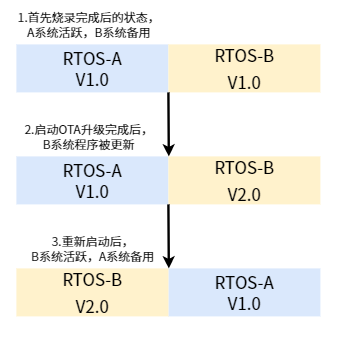 1.首先烧录完成后的状态，
A系统活跃，B系统备用
RTOS-A
V1.0
RTOS-B
V1.0
2.启动OTA升级完成后，
B系统程序被更新
RTOS-A
V1.0
RTOS-B
V2.0
3.重新启动后，
B系统活跃，A系统备用
RTOS-B
V2.0
RTOS-A
V1.0